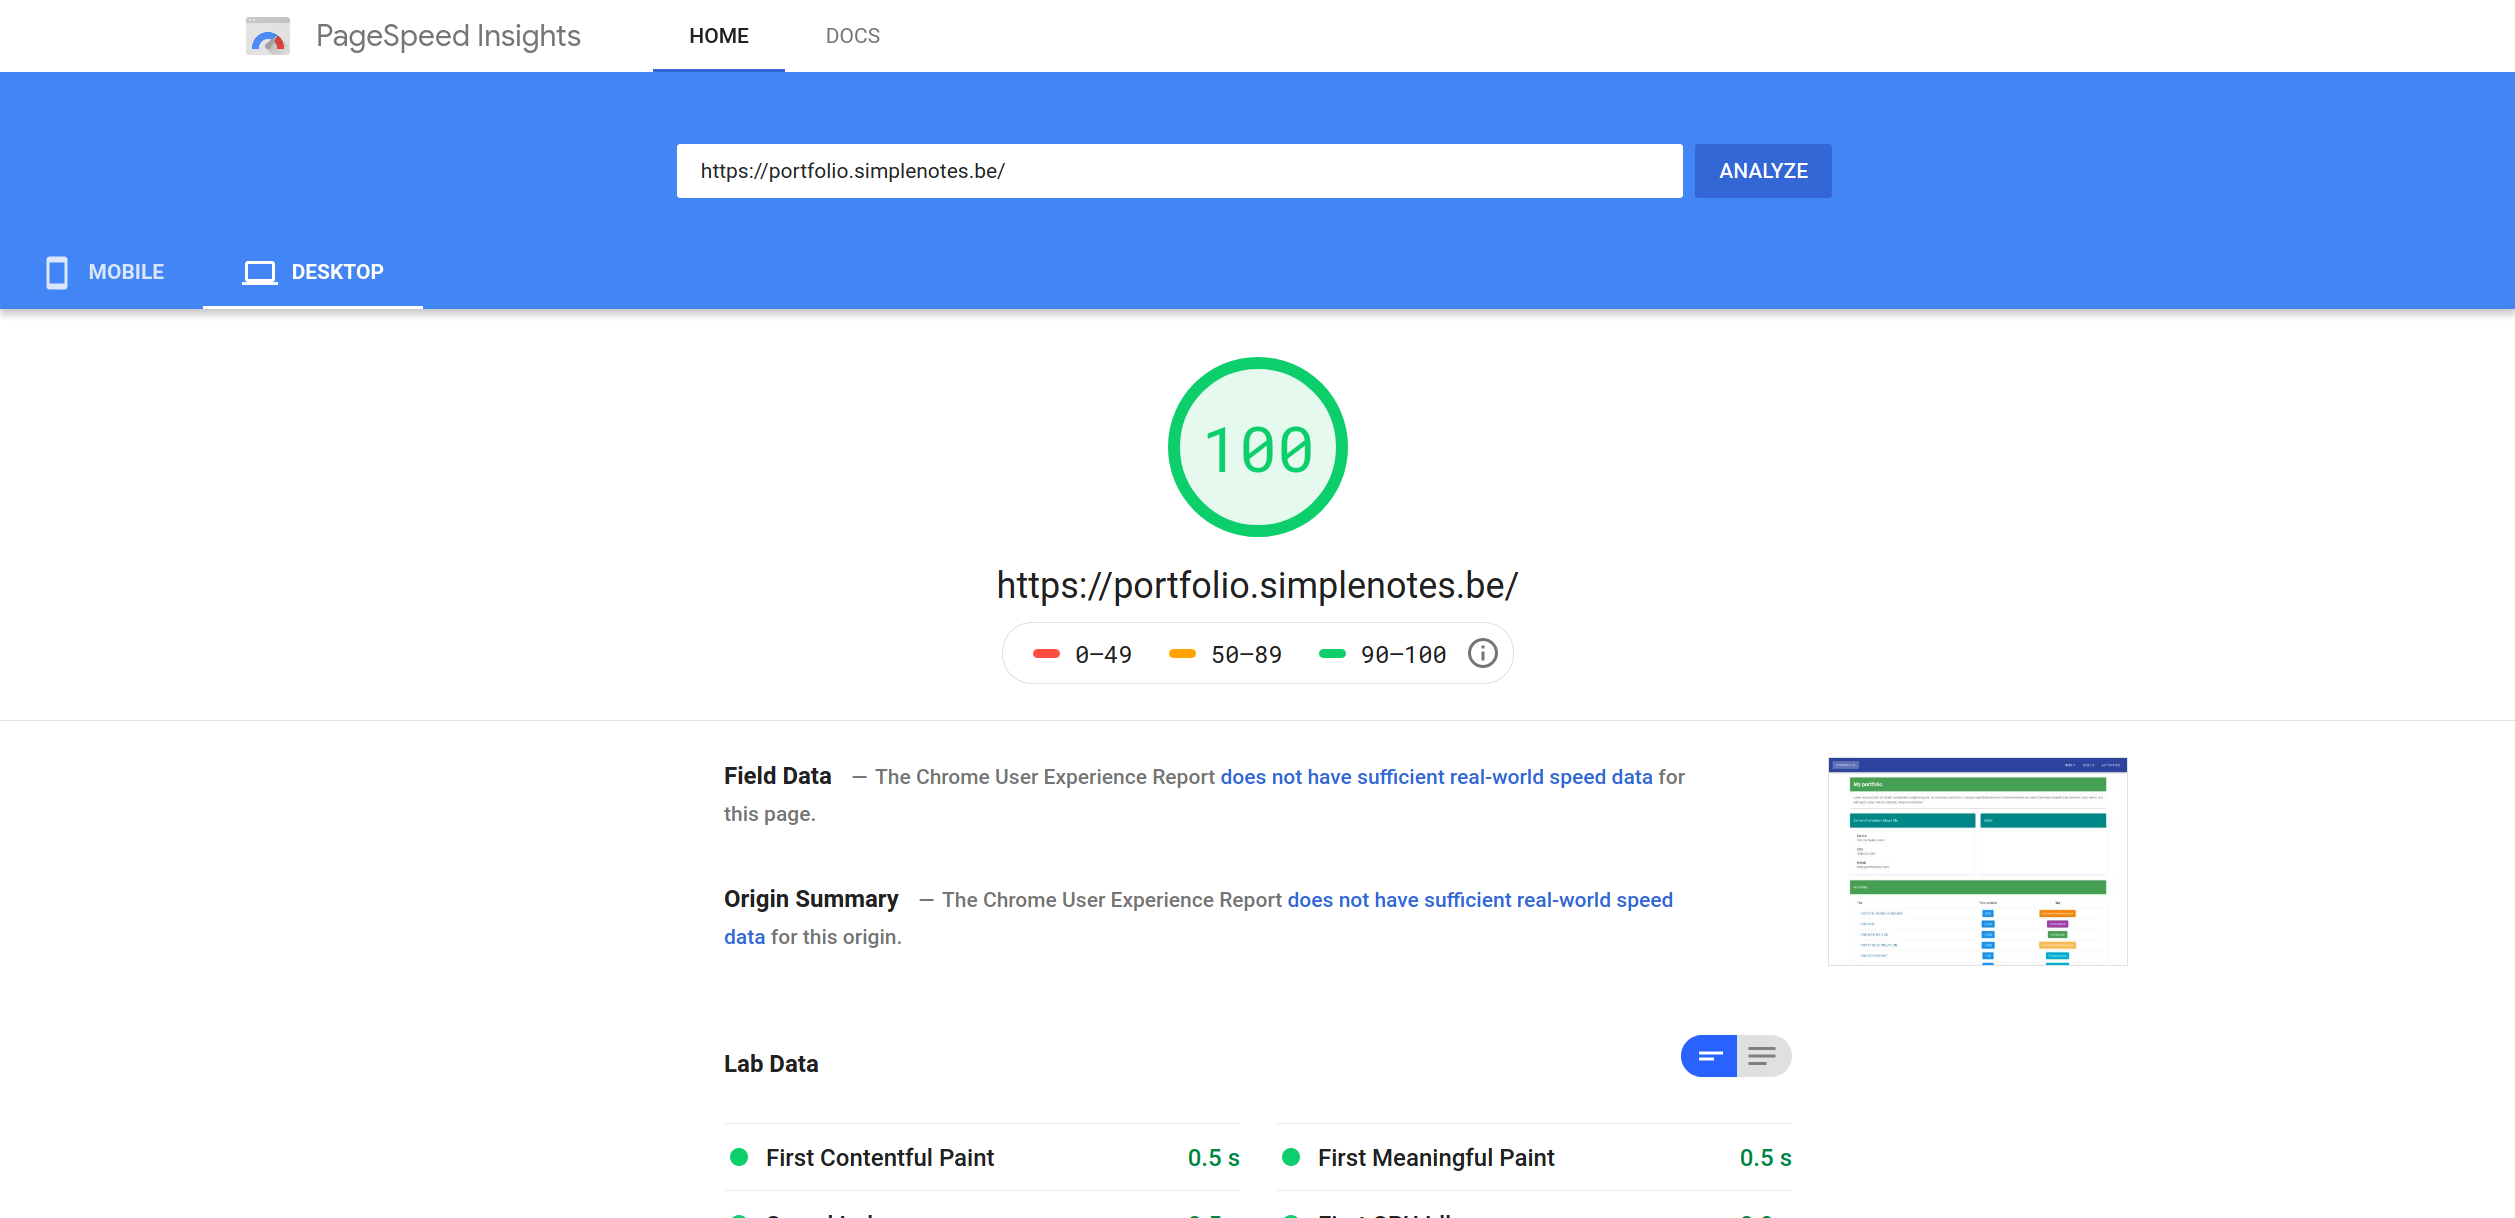 PageSpeed Insights
HOME
DOCS
https://portfolio.simplenotes.be/
ANALYZE
MOBILE
DESKTOP
100
https://portfolio.simplenotes.be/
0–49
50–89
90–100
Field Data — The Chrome User Experience Report does not have sufficient real-world speed data for
this page.
My portfolio
Origin Summary — The Chrome User Experience Report does not have sufficient real-world speed
data for this origin.
Lab Data
First Contentful Paint 0.5 s
First Meaningful Paint 0.5 s